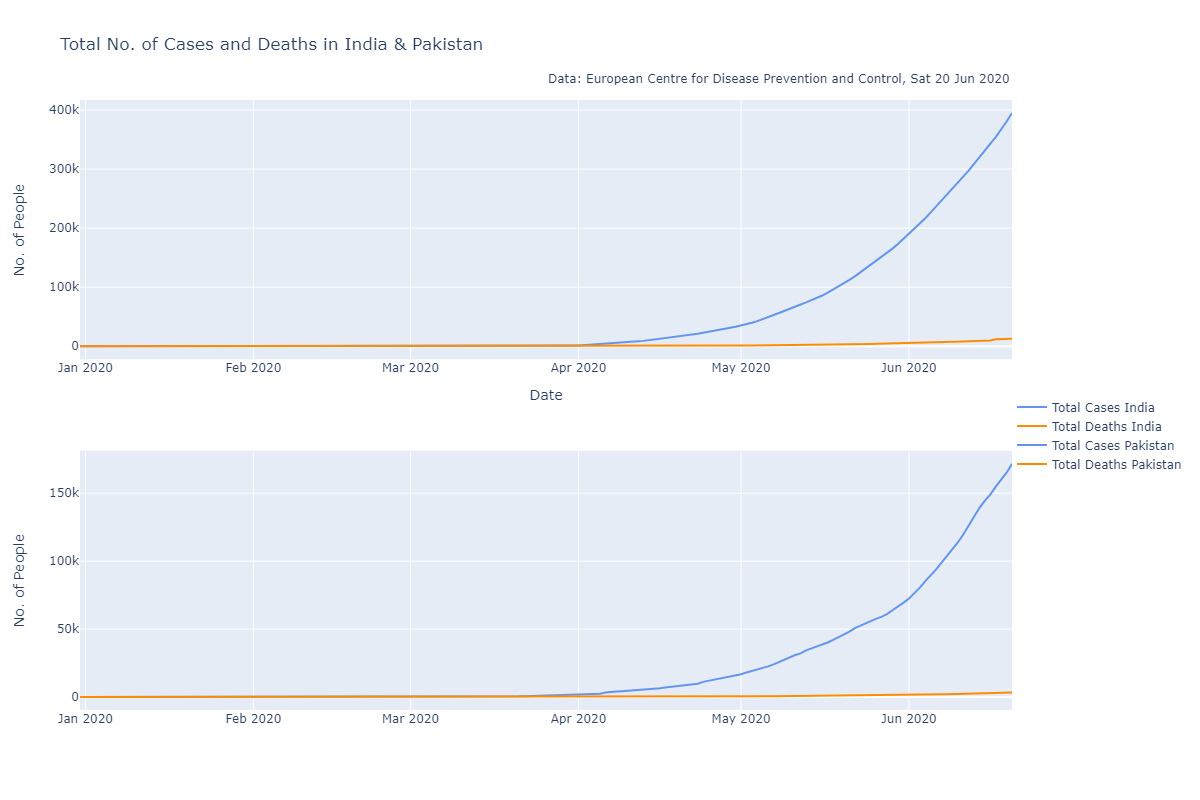 Total No. of Cases and Deaths in India & Pakistan
Data: European Centre for Disease Prevention and Control, Sat 20 Jun 2020
No. of People
400k
300k
200k
100k
0
Jan 2020 Feb 2020 Mar 2020 Apr 2020 May 2020 Jun 2020
Date
Total Cases India
Total Deaths India
Total Cases Pakistan
Total Deaths Pakistan
No. of People
150k
100k
50k
0
Jan 2020 Feb 2020 Mar 2020 Apr 2020 May 2020 Jun 2020